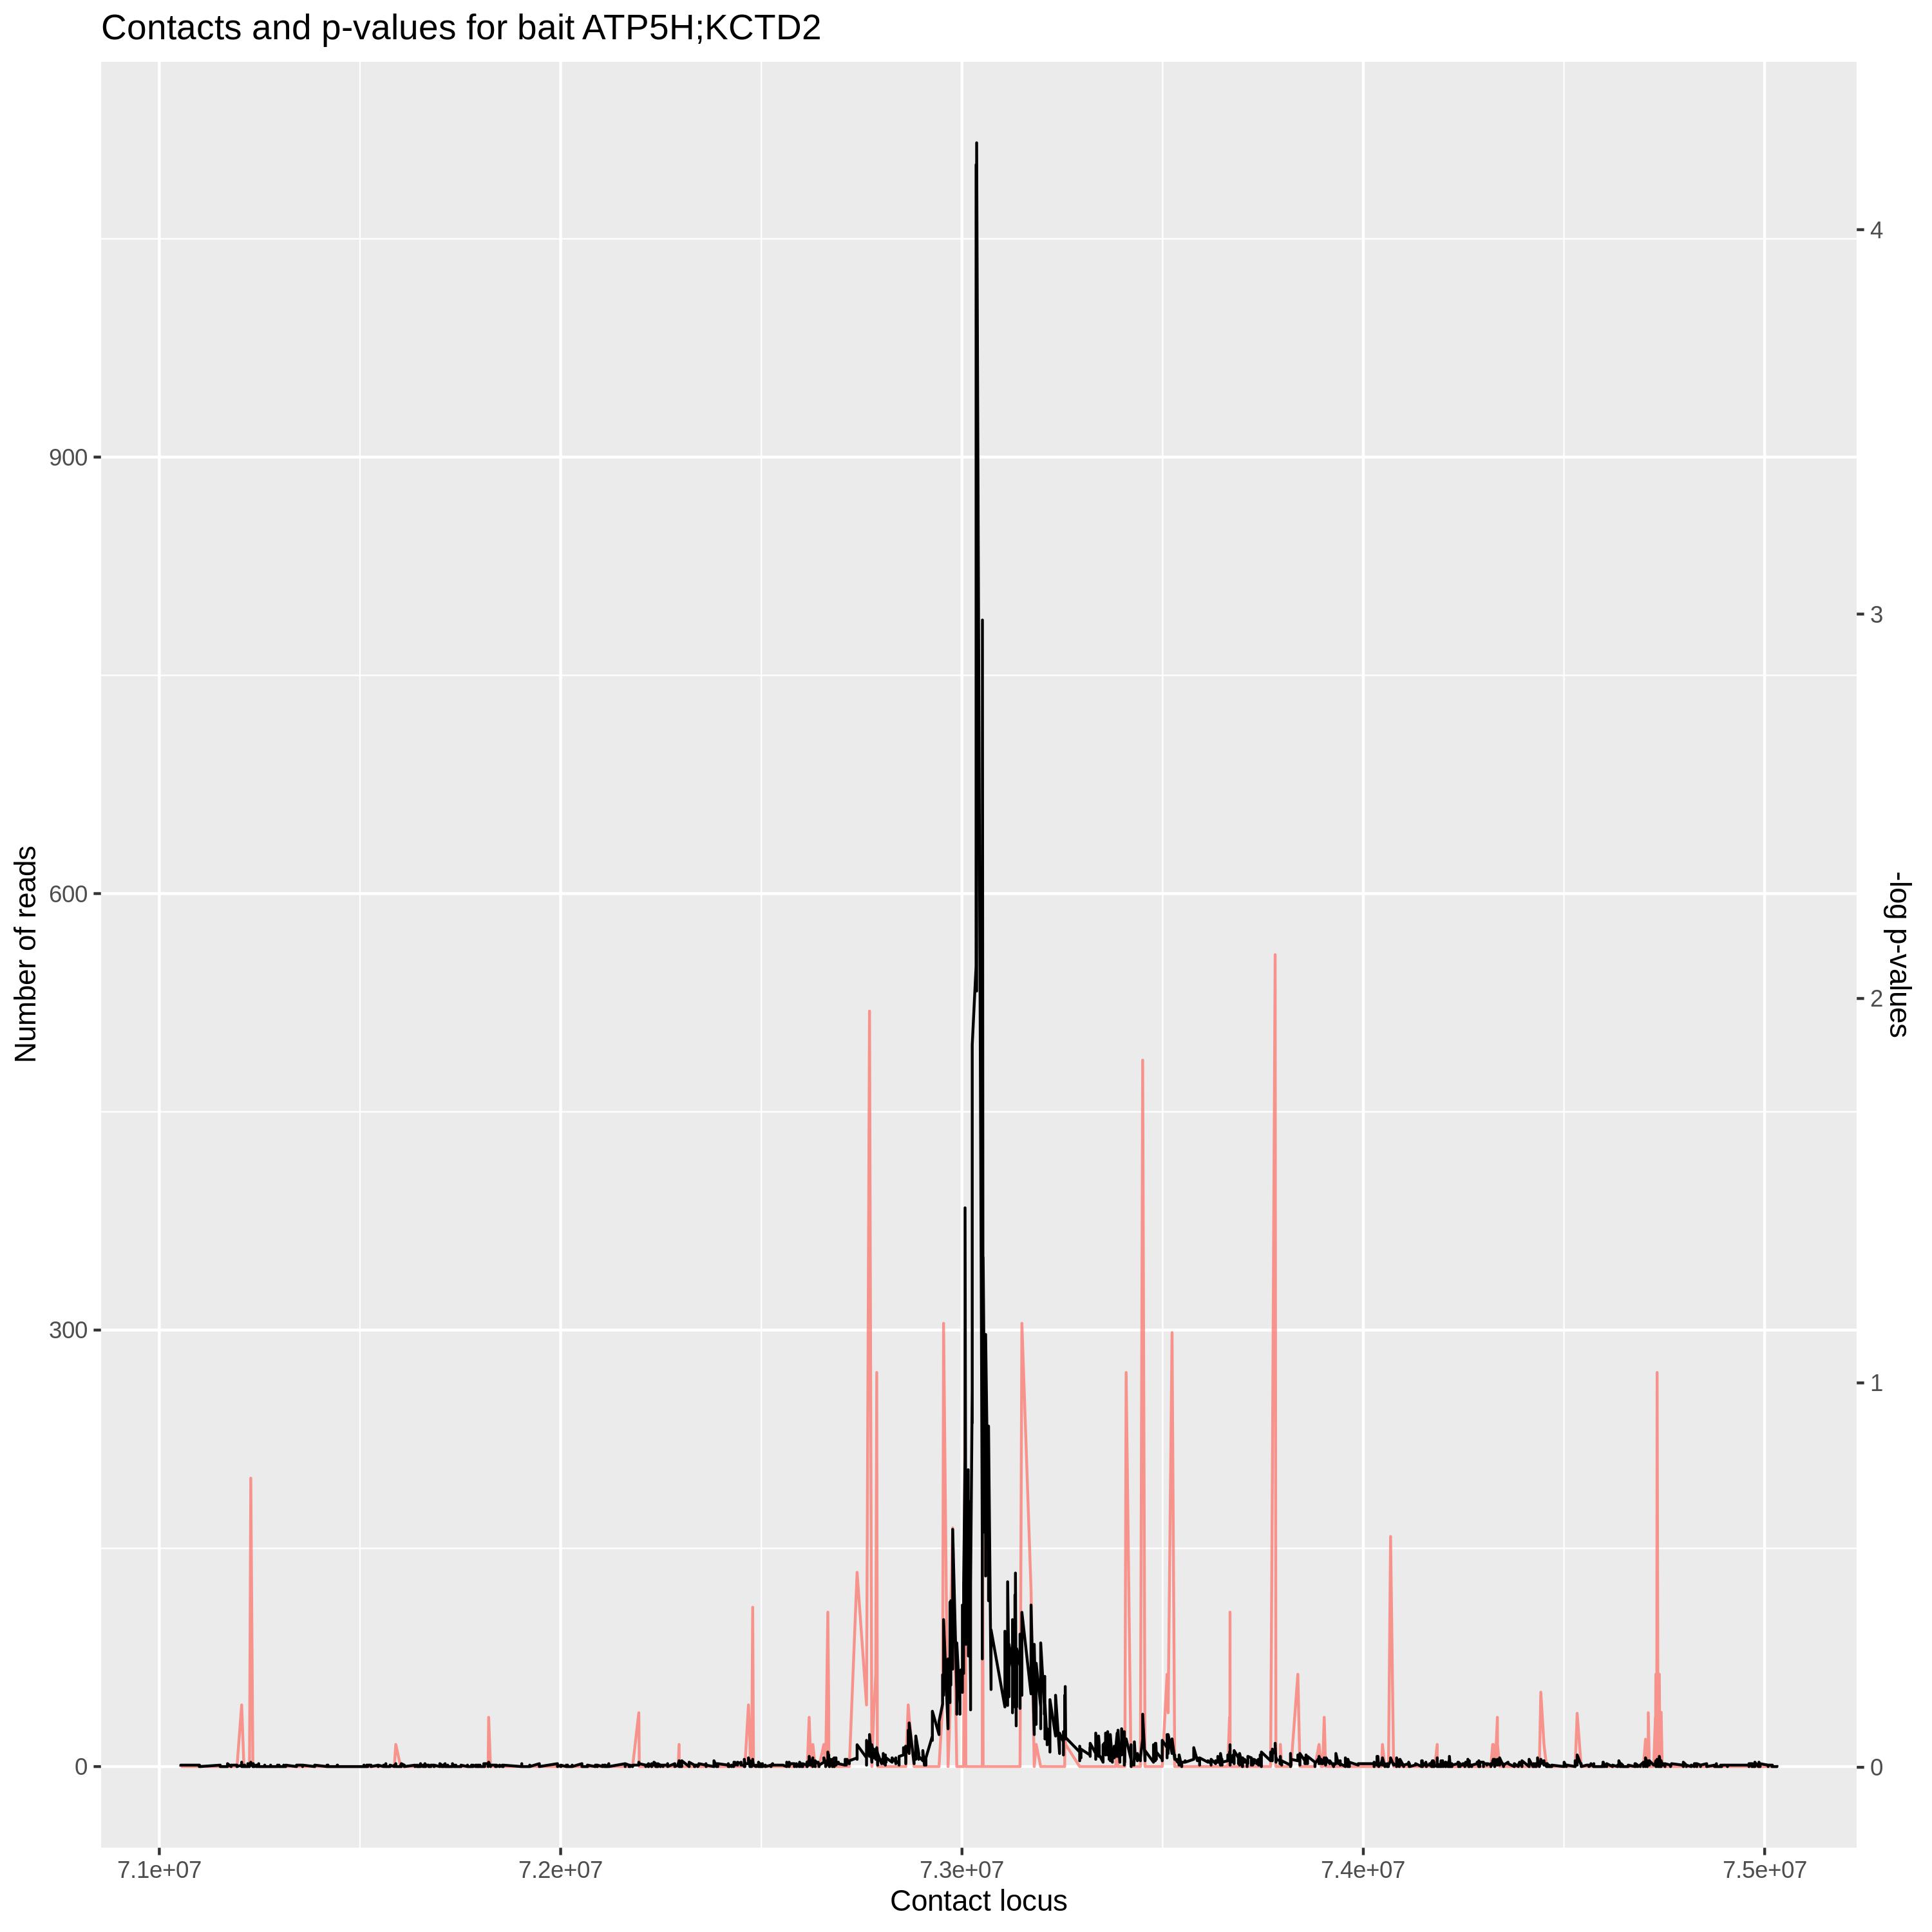 Contacts and p-values for bait ATP5H;KCTD2
Number of reads
900
600
300
0
4
3
2
1
0
-log p-values
7.1e+07
7.2e+07
7.3e+07
7.4e+07
7.5e+07
Contact locus